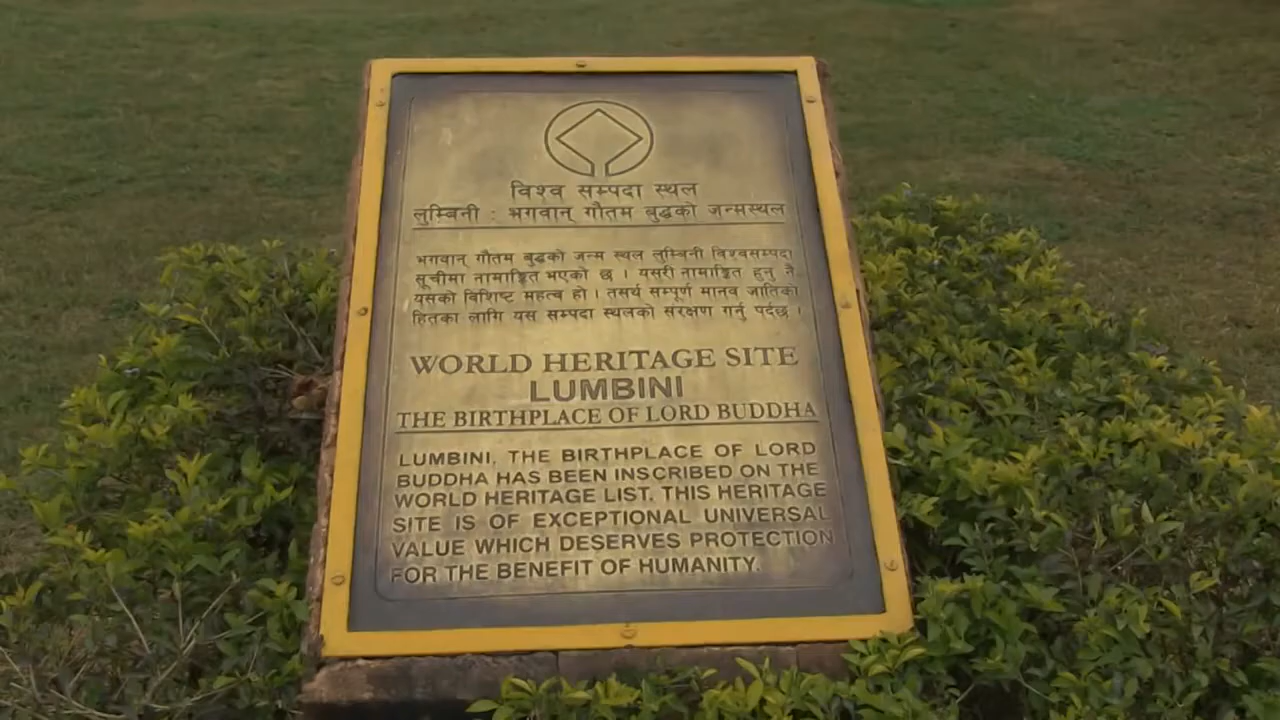 विश्व सम्पदा स्थल
लुम्बिनी : भगवान् गौतम बुद्धको जन्मस्थल
भगवान् गौतम बुद्धको जन्म स्थल लुम्बिनी विश्वसम्पदा
सूचीमा नामाङ्कित भएको छ । यसरी नामाङ्कित हुनु नै
यसको विशिष्ट महत्व हो । तसर्थ सम्पूर्ण मानव जातिको
हितका लागि यस सम्पदा स्थलको संरक्षण गर्नु पर्दछ ।
WORLD HERITAGE SITE
LUMBINI
THE BIRTHPLACE OF LORD BUDDHA
LUMBINI, THE BIRTHPLACE OF LORD
BUDDHA HAS BEEN INSCRIBED ON THE
WORLD HERITAGE LIST. THIS HERITAGE
SITE IS OF EXCEPTIONAL UNIVERSAL
VALUE WHICH DESERVES PROTECTION
FOR THE BENEFIT OF HUMANITY.